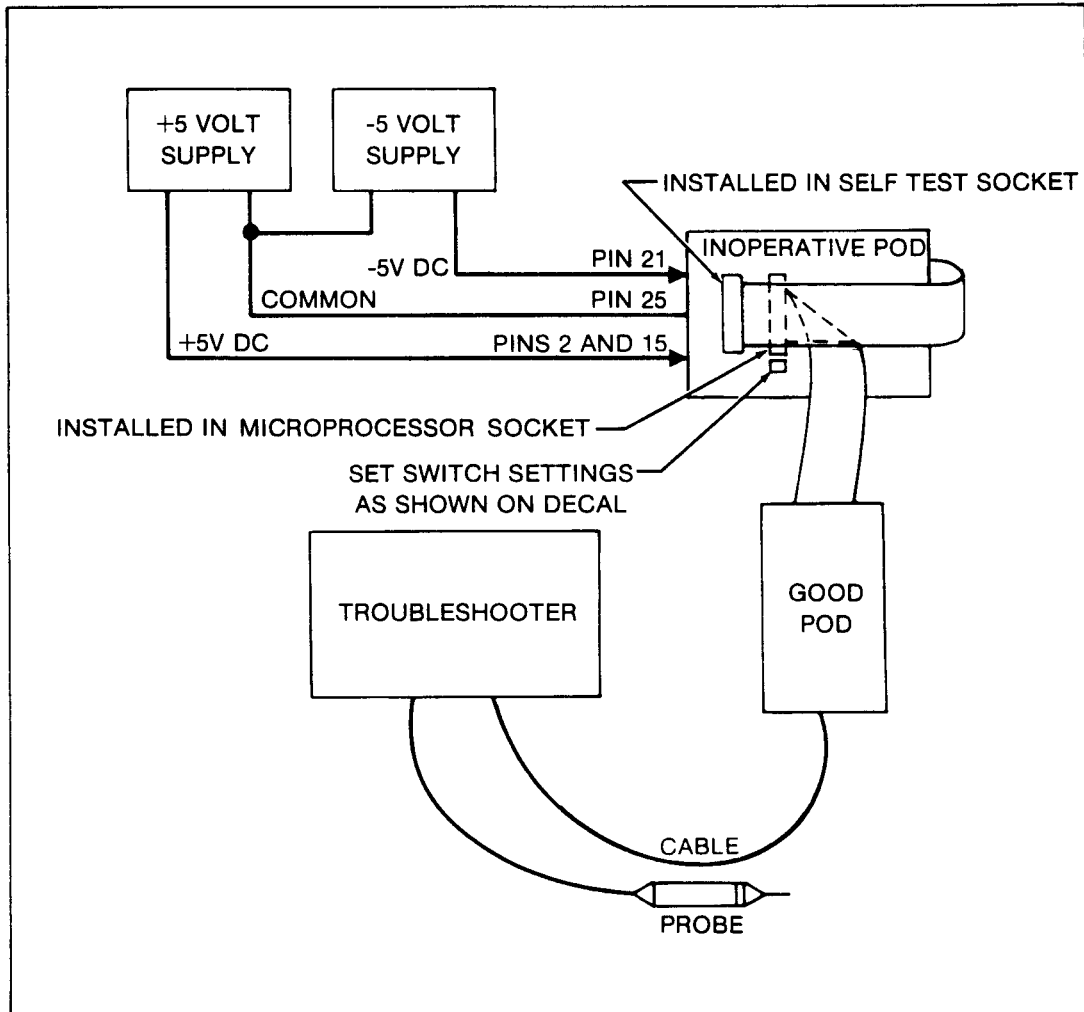 +5 VOLT
SUPPLY
-5 VOLT
SUPPLY
INSTALLED IN SELF TEST SOCKET
INOPERATIVE POD
-5V DC
PIN 21
COMMON
PIN 25
+5V DC
PINS 2 AND 15
INSTALLED IN MICROPROCESSOR SOCKET
SET SWITCH SETTINGS
AS SHOWN ON DECAL
TROUBLESHOOTER
GOOD
POD
CABLE
PROBE